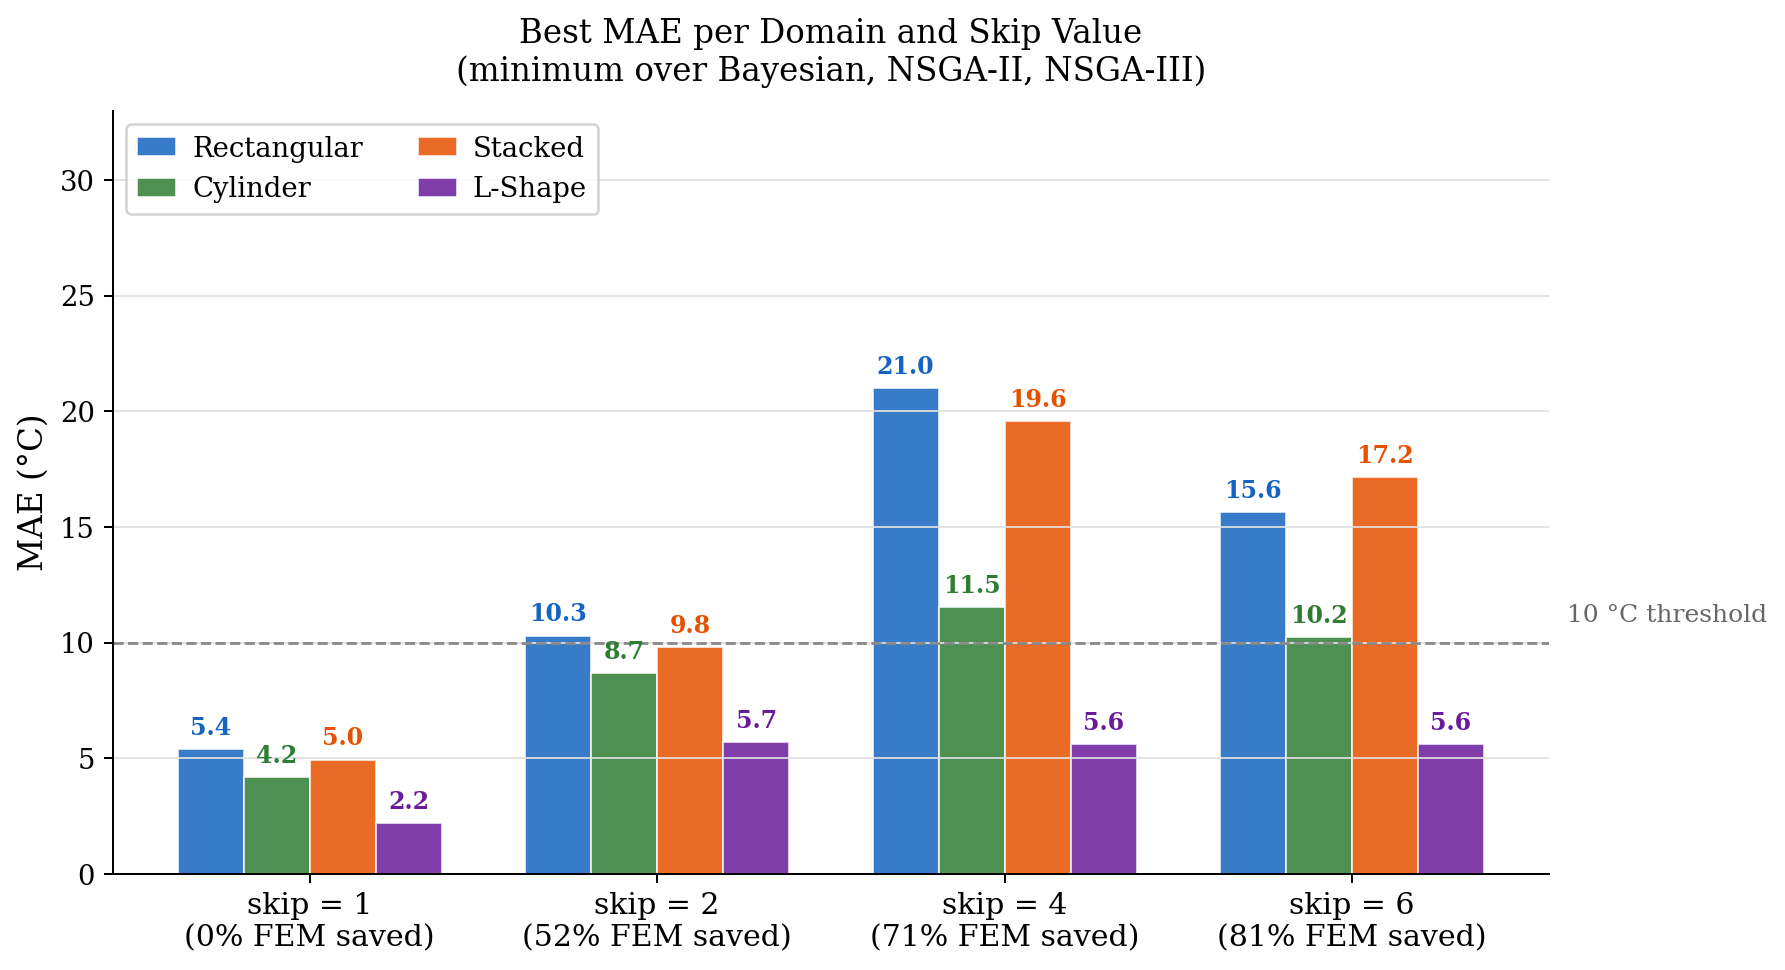 Best MAE per Domain and Skip Value
(minimum over Bayesian, NSGA-II, NSGA-III)
Rectangular
Cylinder
Stacked
L-Shape
MAE (°C)
30
25
20
15
10
5
0
5.4
4.2
5.0
2.2
10.3
8.7
9.8
5.7
21.0
11.5
19.6
5.6
15.6
10.2
17.2
5.6
10 °C threshold
skip = 1
(0% FEM saved)
skip = 2
(52% FEM saved)
skip = 4
(71% FEM saved)
skip = 6
(81% FEM saved)